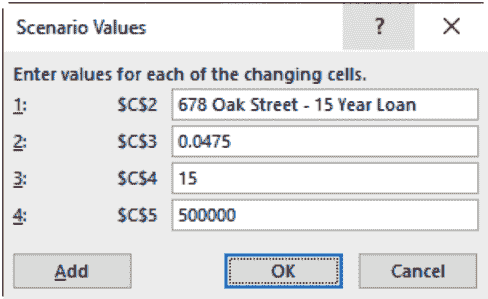 Scenario Values ? ×
Enter values for each of the changing cells.
1: $C$2 678 Oak Street - 15 Year Loan
2: $C$3 0.0475
3: $C$4 15
4: $C$5 500000
Add OK Cancel